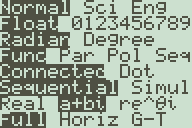 Normal Sci Eng
Float 0123456789
Radian Degree
Func Par Pol Seq
Connected Dot
Sequential Simul
Real a+bi re^θi
Full Horiz G-T